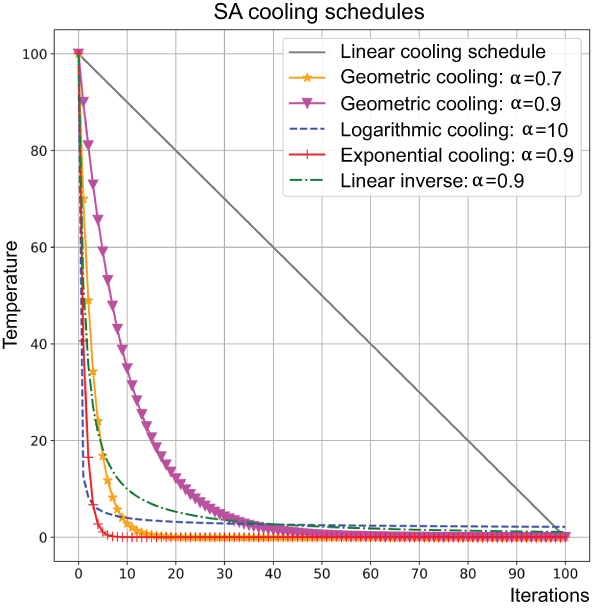 SA cooling schedules
Linear cooling schedule
Geometric cooling: α=0.7
Geometric cooling: α=0.9
Logarithmic cooling: α=10
Exponential cooling: α=0.9
Linear inverse: α=0.9
Temperature
100
80
60
40
20
0
0 10 20 30 40 50 60 70 80 90 100
Iterations